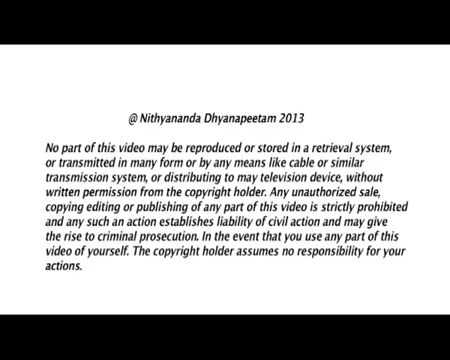 @ Nithyananda Dhyanapeetam 2013
No part of this video may be reproduced or stored in a retrieval system,
or transmitted in many form or by any means like cable or similar
transmission system, or distributing to may television device, without
written permission from the copyright holder. Any unauthorized sale,
copying editing or publishing of any part of this video is strictly prohibited
and any such an action establishes liability of civil action and may give
the rise to criminal prosecution. In the event that you use any part of this
video of yourself. The copyright holder assumes no responsibility for your
actions.